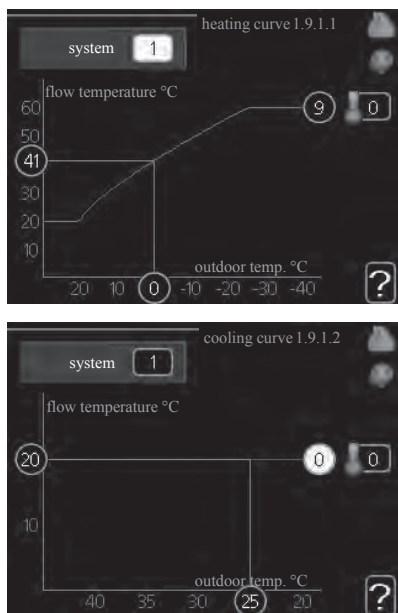 heating curve 1.9.1.1
system 1
flow temperature °C
60
9 0
50
41
30
20
10
outdoor temp. °C
20 10 0 -10 -20 -30 -40
?
cooling curve 1.9.1.2
system 1
flow temperature °C
20 0 0
10
outdoor temp. °C
40 35 30 25 20
?